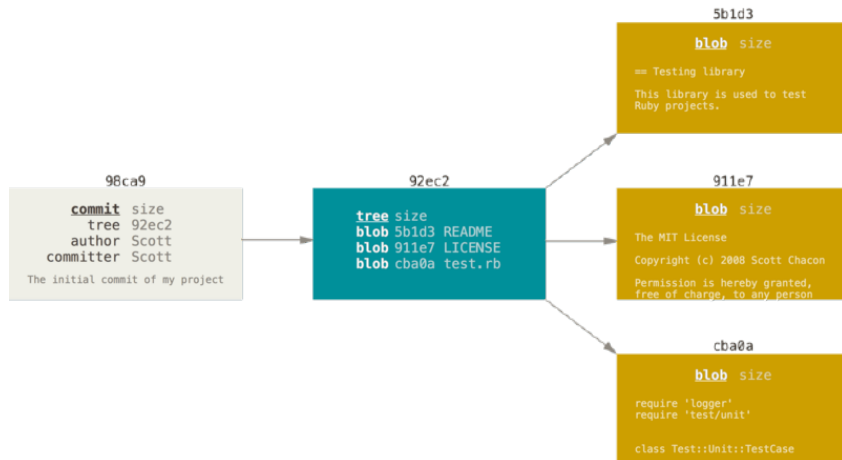 98ca9
commit size
tree 92ec2
author Scott
committer Scott
The initial commit of my project
92ec2
tree size
blob 5b1d3 README
blob 911e7 LICENSE
blob cba0a test.rb
5b1d3
blob size
== Testing library
This library is used to test
Ruby projects.
911e7
blob size
The MIT License
Copyright (c) 2008 Scott Chacon
Permission is hereby granted,
free of charge, to any person
cba0a
blob size
require 'logger'
require 'test/unit'
class Test::Unit::TestCase